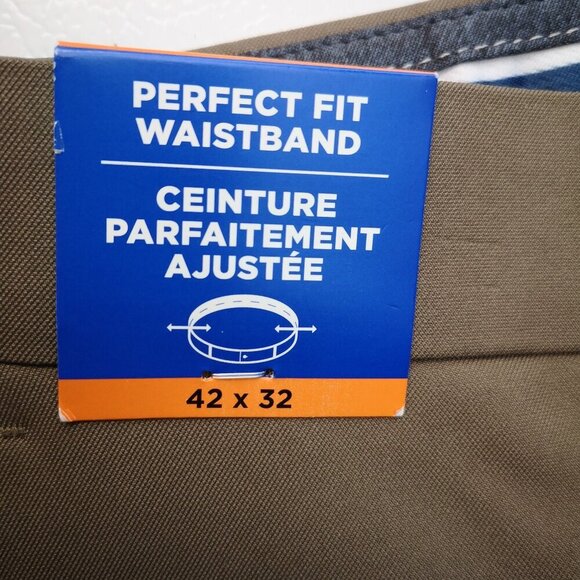 PERFECT FIT
WAISTBAND
CEINTURE
PARFAITEMENT
AJUSTÉE
42 x 32